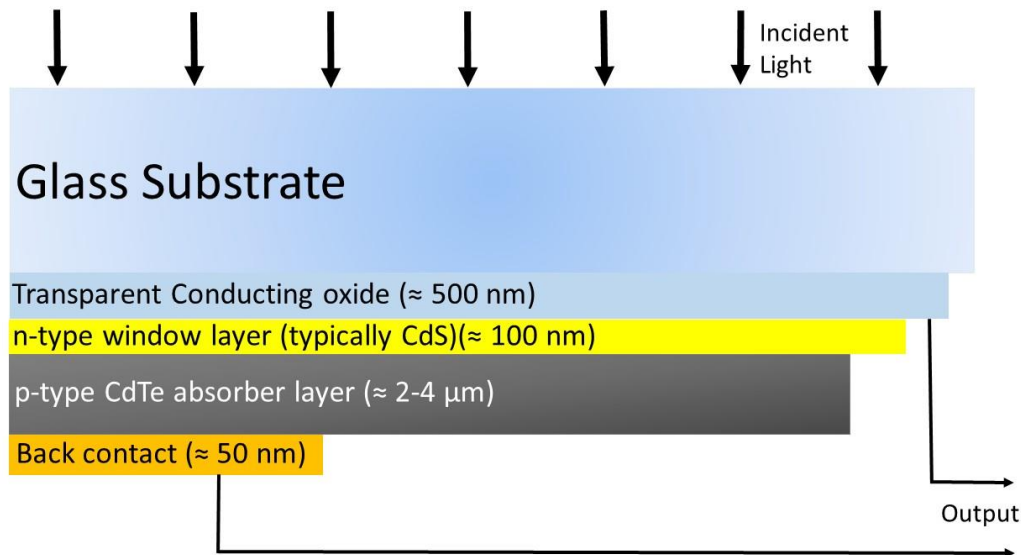 Incident
Light
Glass Substrate
Transparent Conducting oxide (≈ 500 nm)
n-type window layer (typically CdS)(≈ 100 nm)
p-type CdTe absorber layer (≈ 2-4 μm)
Back contact (≈ 50 nm)
Output